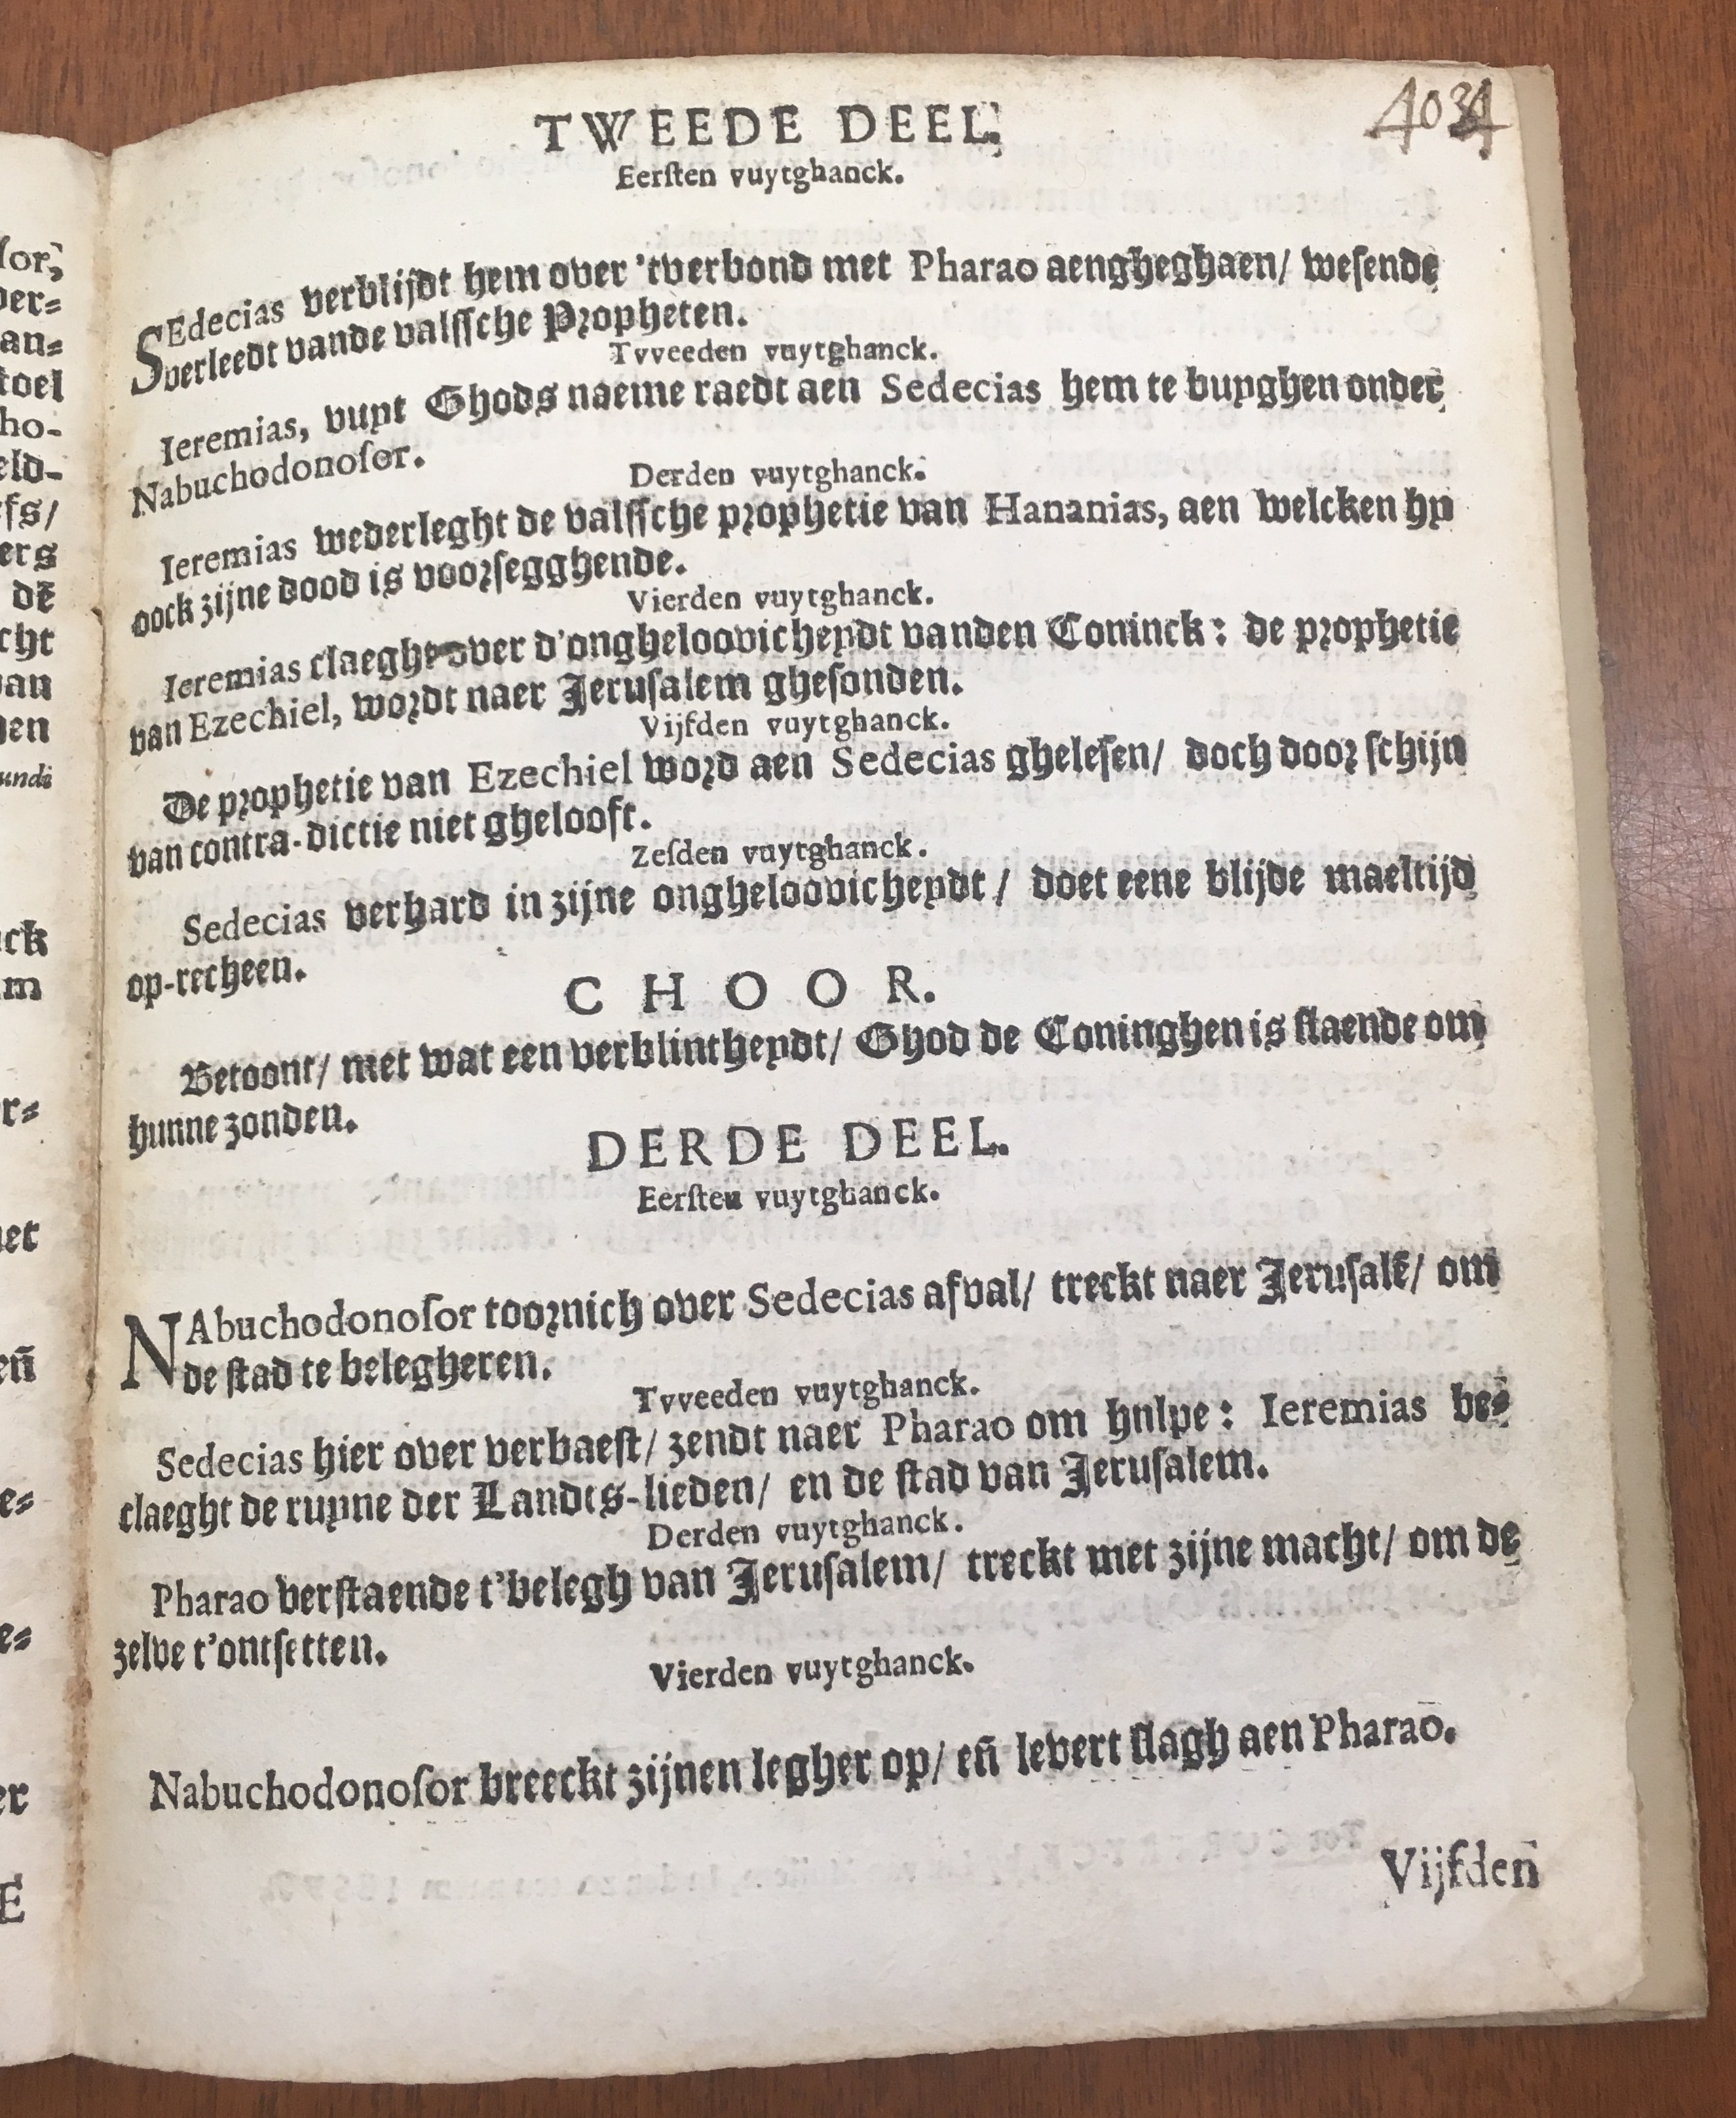 4034
TWEEDE DEEL.
Eerſten vuytghanck.
SEdecias verblijdt hem over 'tverbond met Pharao aengheghaen/ weſende
verleedt vande valſſche Propheten.
Tvveeden vuytghanck.
Ieremias, vuyt Ghods naeme raedt aen Sedecias hem te buyghen onder
Nabuchodonoſor.
Derden vuytghanck.
Ieremias wederleght de valſſche prophetie van Hananias, aen welcken hy
oock zijne dood is voorſegghende.
Vierden vuytghanck.
Ieremias claeght over d'ongheloovicheydt vanden Coninck: de prophetie
van Ezechiel, wordt naer Jeruſalem gheſonden.
Vijfden vuytghanck.
De prophetie van Ezechiel word aen Sedecias gheleſen/ doch door ſchijn
van contra-dictie niet ghelooft.
Zeſden vuytghanck.
Sedecias verhard in zijne ongheloovicheydt/ doet eene blijde maeltijd
op-recheen.
CHOOR.
Betoont/ met wat een verblintheydt/ Ghod de Coninghen is ſlaende om
hunne zonden.
DERDE DEEL.
Eerſten vuytghanck.
NAbuchodonoſor toornich over Sedecias afval/ treckt naer Jeruſalē/ om
de ſtad te belegheren.
Tvveeden vuytghanck.
Sedecias hier over verbaeſt/ zendt naer Pharao om hulpe: Ieremias be⸗
claeght de ruyne der Landts-lieden/ en de ſtad van Jeruſalem.
Derden vuytghanck.
Pharao verſtaende t'belegh van Jeruſalem/ treckt met zijne macht/ om de
zelve t'ontſetten.
Vierden vuytghanck.
Nabuchodonoſor breeckt zijnen legher op/ eñ levert ſlagh aen Pharao.
Vijfden